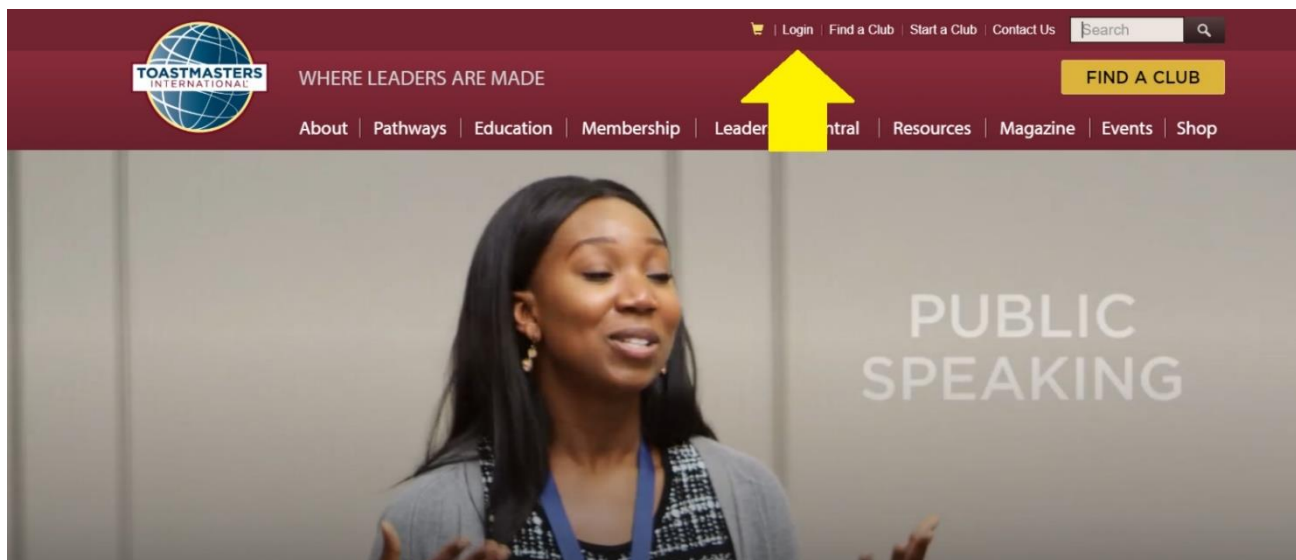 Login | Find a Club | Start a Club | Contact Us
Search
TOASTMASTERS
INTERNATIONAL
WHERE LEADERS ARE MADE
FIND A CLUB
About | Pathways | Education | Membership | Leader ntral | Resources | Magazine | Events | Shop
PUBLIC
SPEAKING